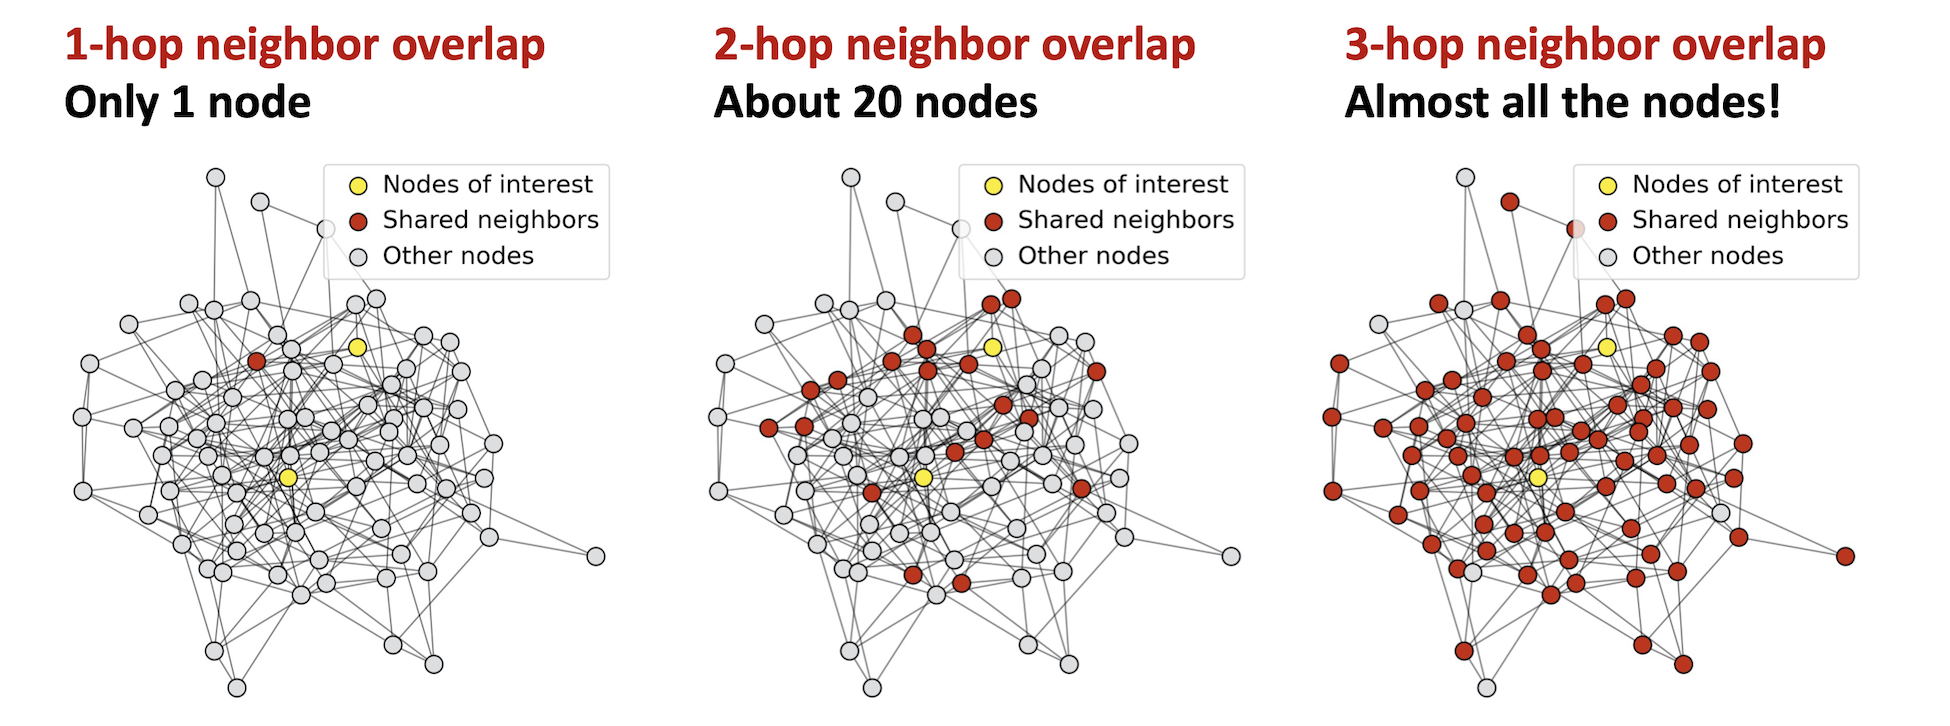 1-hop neighbor overlap
Only 1 node
Nodes of interest
Shared neighbors
Other nodes
2-hop neighbor overlap
About 20 nodes
Nodes of interest
Shared neighbors
Other nodes
3-hop neighbor overlap
Almost all the nodes!
Nodes of interest
Shared neighbors
Other nodes